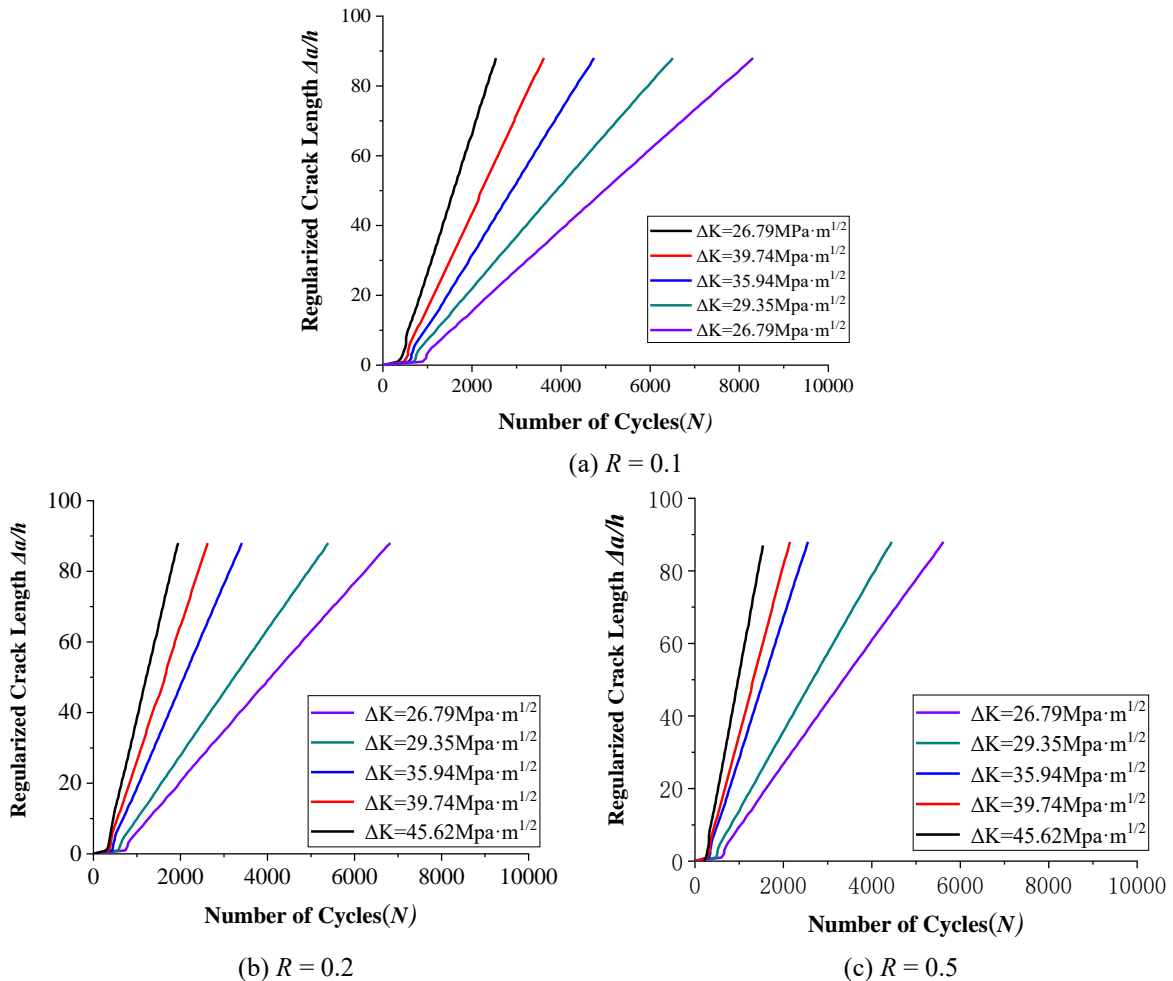 100
80
60
40
20
0
Regularized Crack Length Δa/h
ΔK=26.79MPa·m1/2
ΔK=39.74Mpa·m1/2
ΔK=35.94Mpa·m1/2
ΔK=29.35Mpa·m1/2
ΔK=26.79Mpa·m1/2
0 2000 4000 6000 8000 10000
Number of Cycles(N)
(a) R = 0.1
100
80
60
40
20
0
Regularized Crack Length Δa/h
ΔK=26.79Mpa·m1/2
ΔK=29.35Mpa·m1/2
ΔK=35.94Mpa·m1/2
ΔK=39.74Mpa·m1/2
ΔK=45.62Mpa·m1/2
0 2000 4000 6000 8000 10000
Number of Cycles(N)
(b) R = 0.2
100
80
60
40
20
0
Regularized Crack Length Δa/h
ΔK=26.79Mpa·m1/2
ΔK=29.35Mpa·m1/2
ΔK=35.94Mpa·m1/2
ΔK=39.74Mpa·m1/2
ΔK=45.62Mpa·m1/2
0 2000 4000 6000 8000 10000
Number of Cycles(N)
(c) R = 0.5